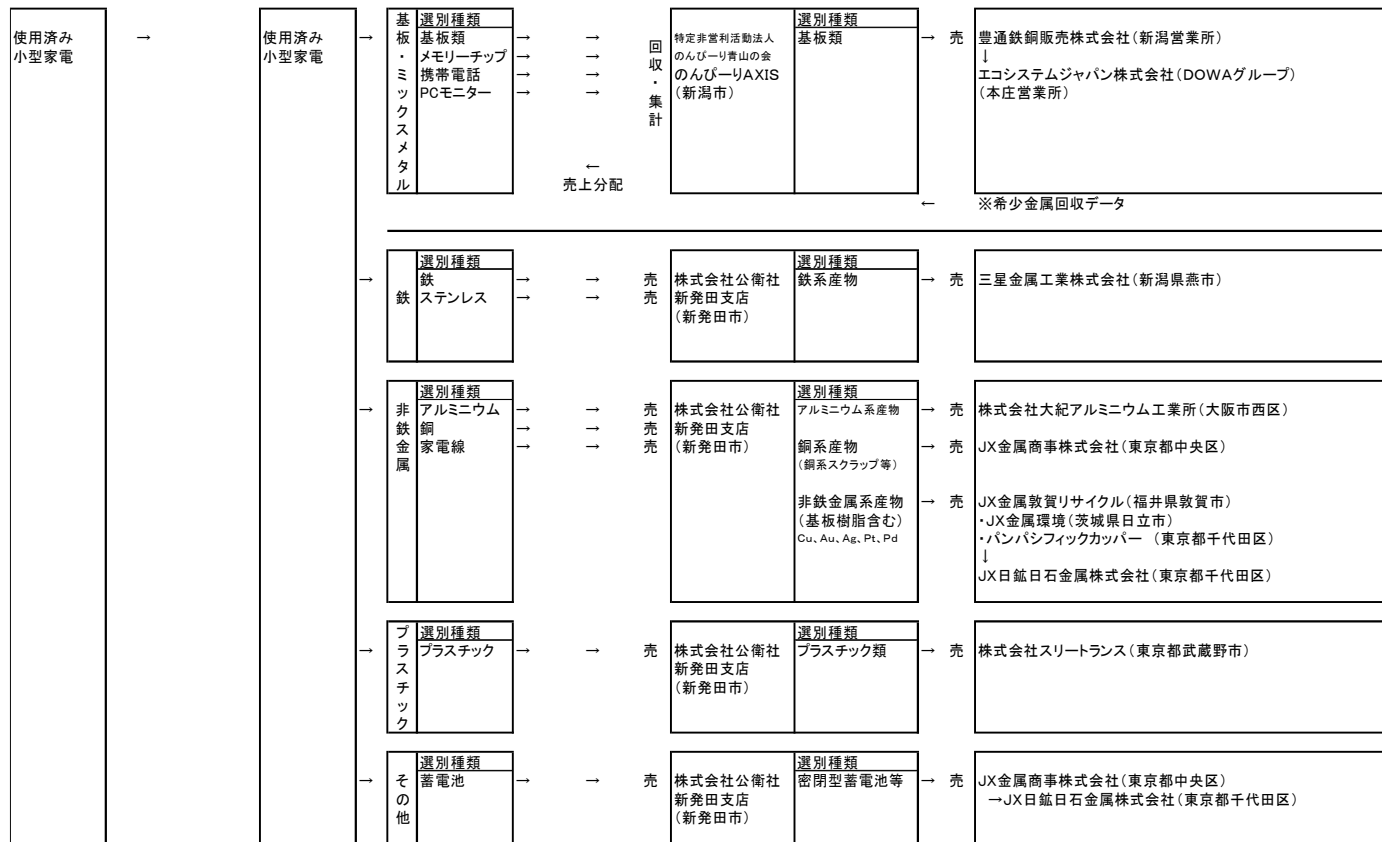 使用済み
小型家電
→
使用済み
小型家電
→
基板・ミックスメタル
選別種類
基板類 → →
メモリーチップ → →
携帯電話 → →
PCモニター → →
←
売上分配
回収・集計
特定非営利活動法人
のんぴーり青山の会
のんぴーりAXIS
(新潟市)
選別種類
基板類
→ 売
豊通鉄鋼販売株式会社(新潟営業所)
↓
エコシステムジャパン株式会社(DOWAグループ)
(本庄営業所)
← ※希少金属回収データ
→
鉄
選別種類
鉄 → → 売
ステンレス → → 売
株式会社公衛社
新発田支店
(新発田市)
選別種類
鉄系産物
→ 売
三星金属工業株式会社(新潟県燕市)
→
非鉄金属
選別種類
アルミニウム → → 売
銅 → → 売
家電線 → → 売
株式会社公衛社
新発田支店
(新発田市)
選別種類
アルミニウム系産物 → 売 株式会社大紀アルミニウム工業所(大阪市西区)
銅系産物 → 売 JX金属商事株式会社(東京都中央区)
(銅系スクラップ等)
非鉄金属系産物 → 売 JX金属敦賀リサイクル(福井県敦賀市)
(基板樹脂含む) ・JX金属環境(茨城県日立市)
Cu、Au、Ag、Pt、Pd ・パンパシフィックカッパー (東京都千代田区)
↓
JX日鉱日石金属株式会社(東京都千代田区)
→
プラスチック
選別種類
プラスチック → → 売
株式会社公衛社
新発田支店
(新発田市)
選別種類
プラスチック類
→ 売
株式会社スリートランス(東京都武蔵野市)
→
その他
選別種類
蓄電池 → → 売
株式会社公衛社
新発田支店
(新発田市)
選別種類
密閉型蓄電池等
→ 売
JX金属商事株式会社(東京都中央区)
→JX日鉱日石金属株式会社(東京都千代田区)